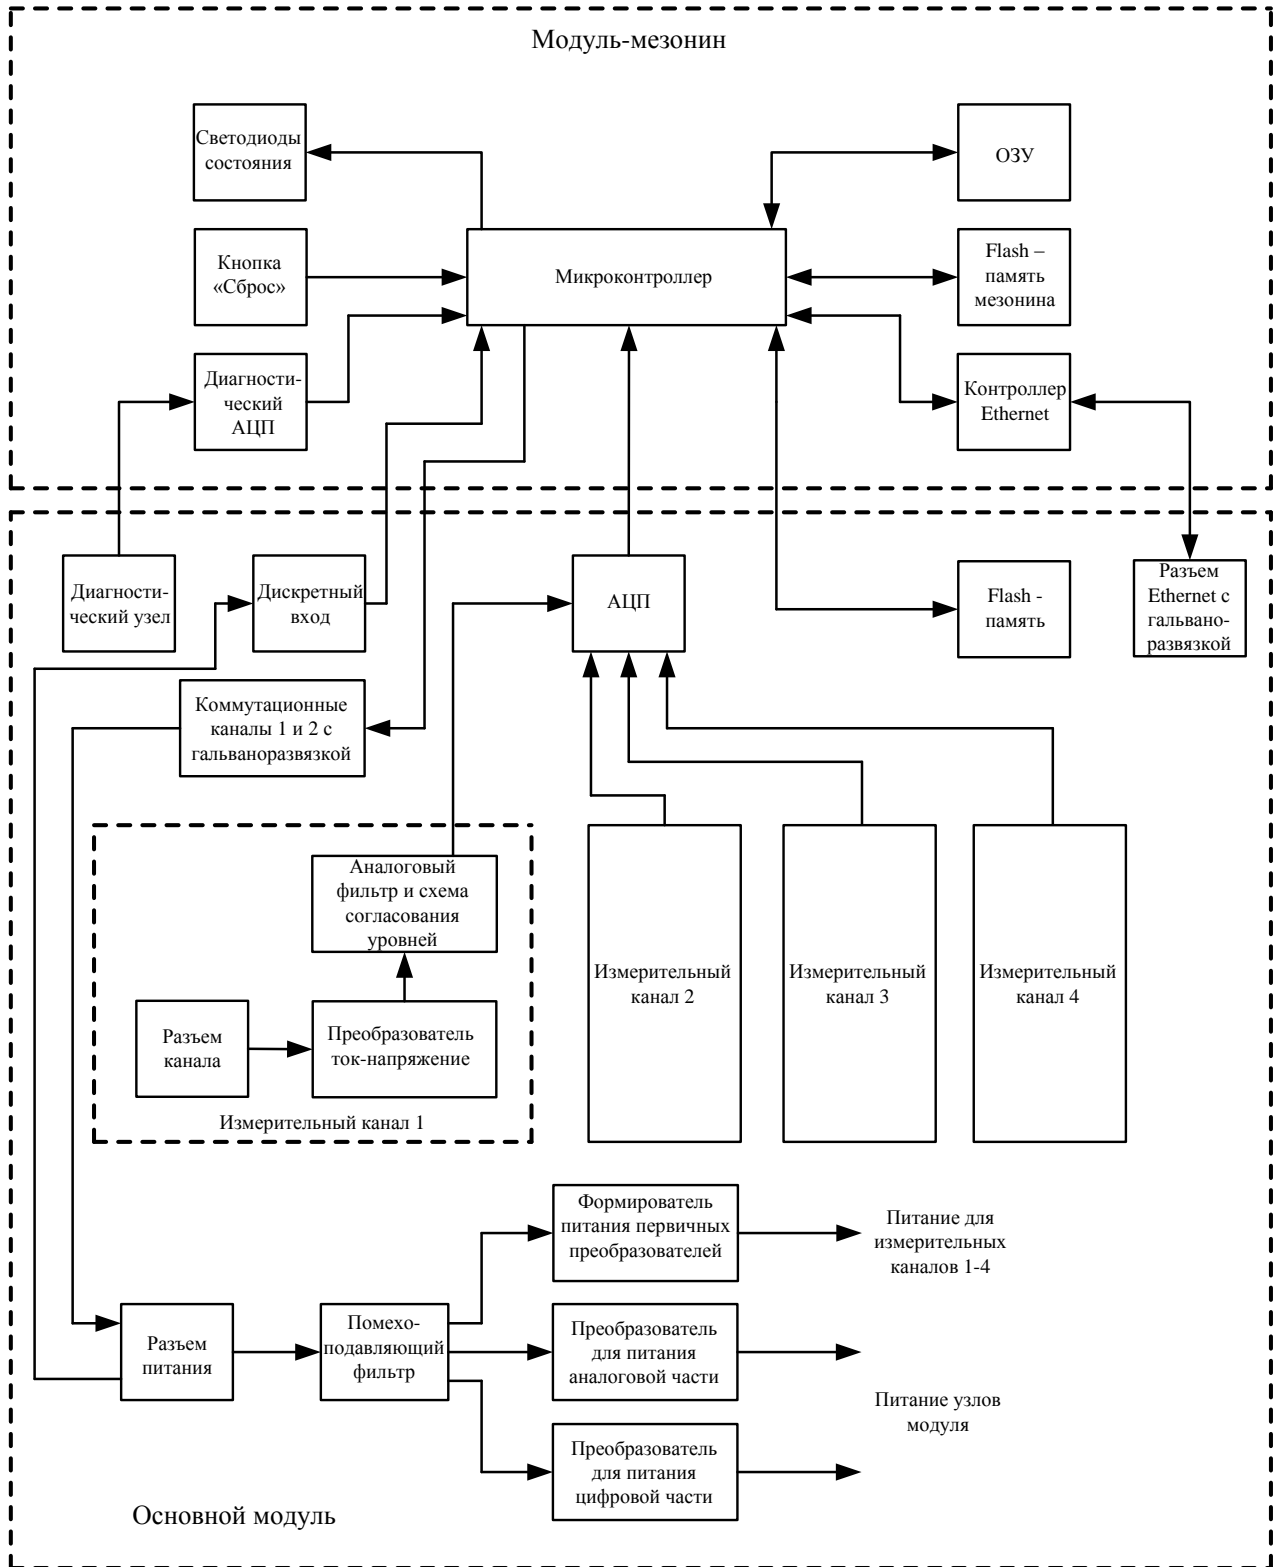 Модуль-мезонин
Светодиоды
состояния
ОЗУ
Кнопка
«Сброс»
Микроконтроллер
Flash –
память
мезонина
Диагности-
ческий
АЦП
Контроллер
Ethernet
Диагности-
ческий узел
Дискретный
вход
АЦП
Flash -
память
Разъем
Ethernet с
гальвано-
развязкой
Коммутационные
каналы 1 и 2 с
гальваноразвязкой
Аналоговый
фильтр и схема
согласования
уровней
Разъем
канала
Преобразователь
ток-напряжение
Измерительный канал 1
Измерительный
канал 2
Измерительный
канал 3
Измерительный
канал 4
Формирователь
питания первичных
преобразователей
Питание для
измерительных
каналов 1-4
Разъем
питания
Помехо-
подавляющий
фильтр
Преобразователь
для питания
аналоговой части
Питание узлов
модуля
Преобразователь
для питания
цифровой части
Основной модуль